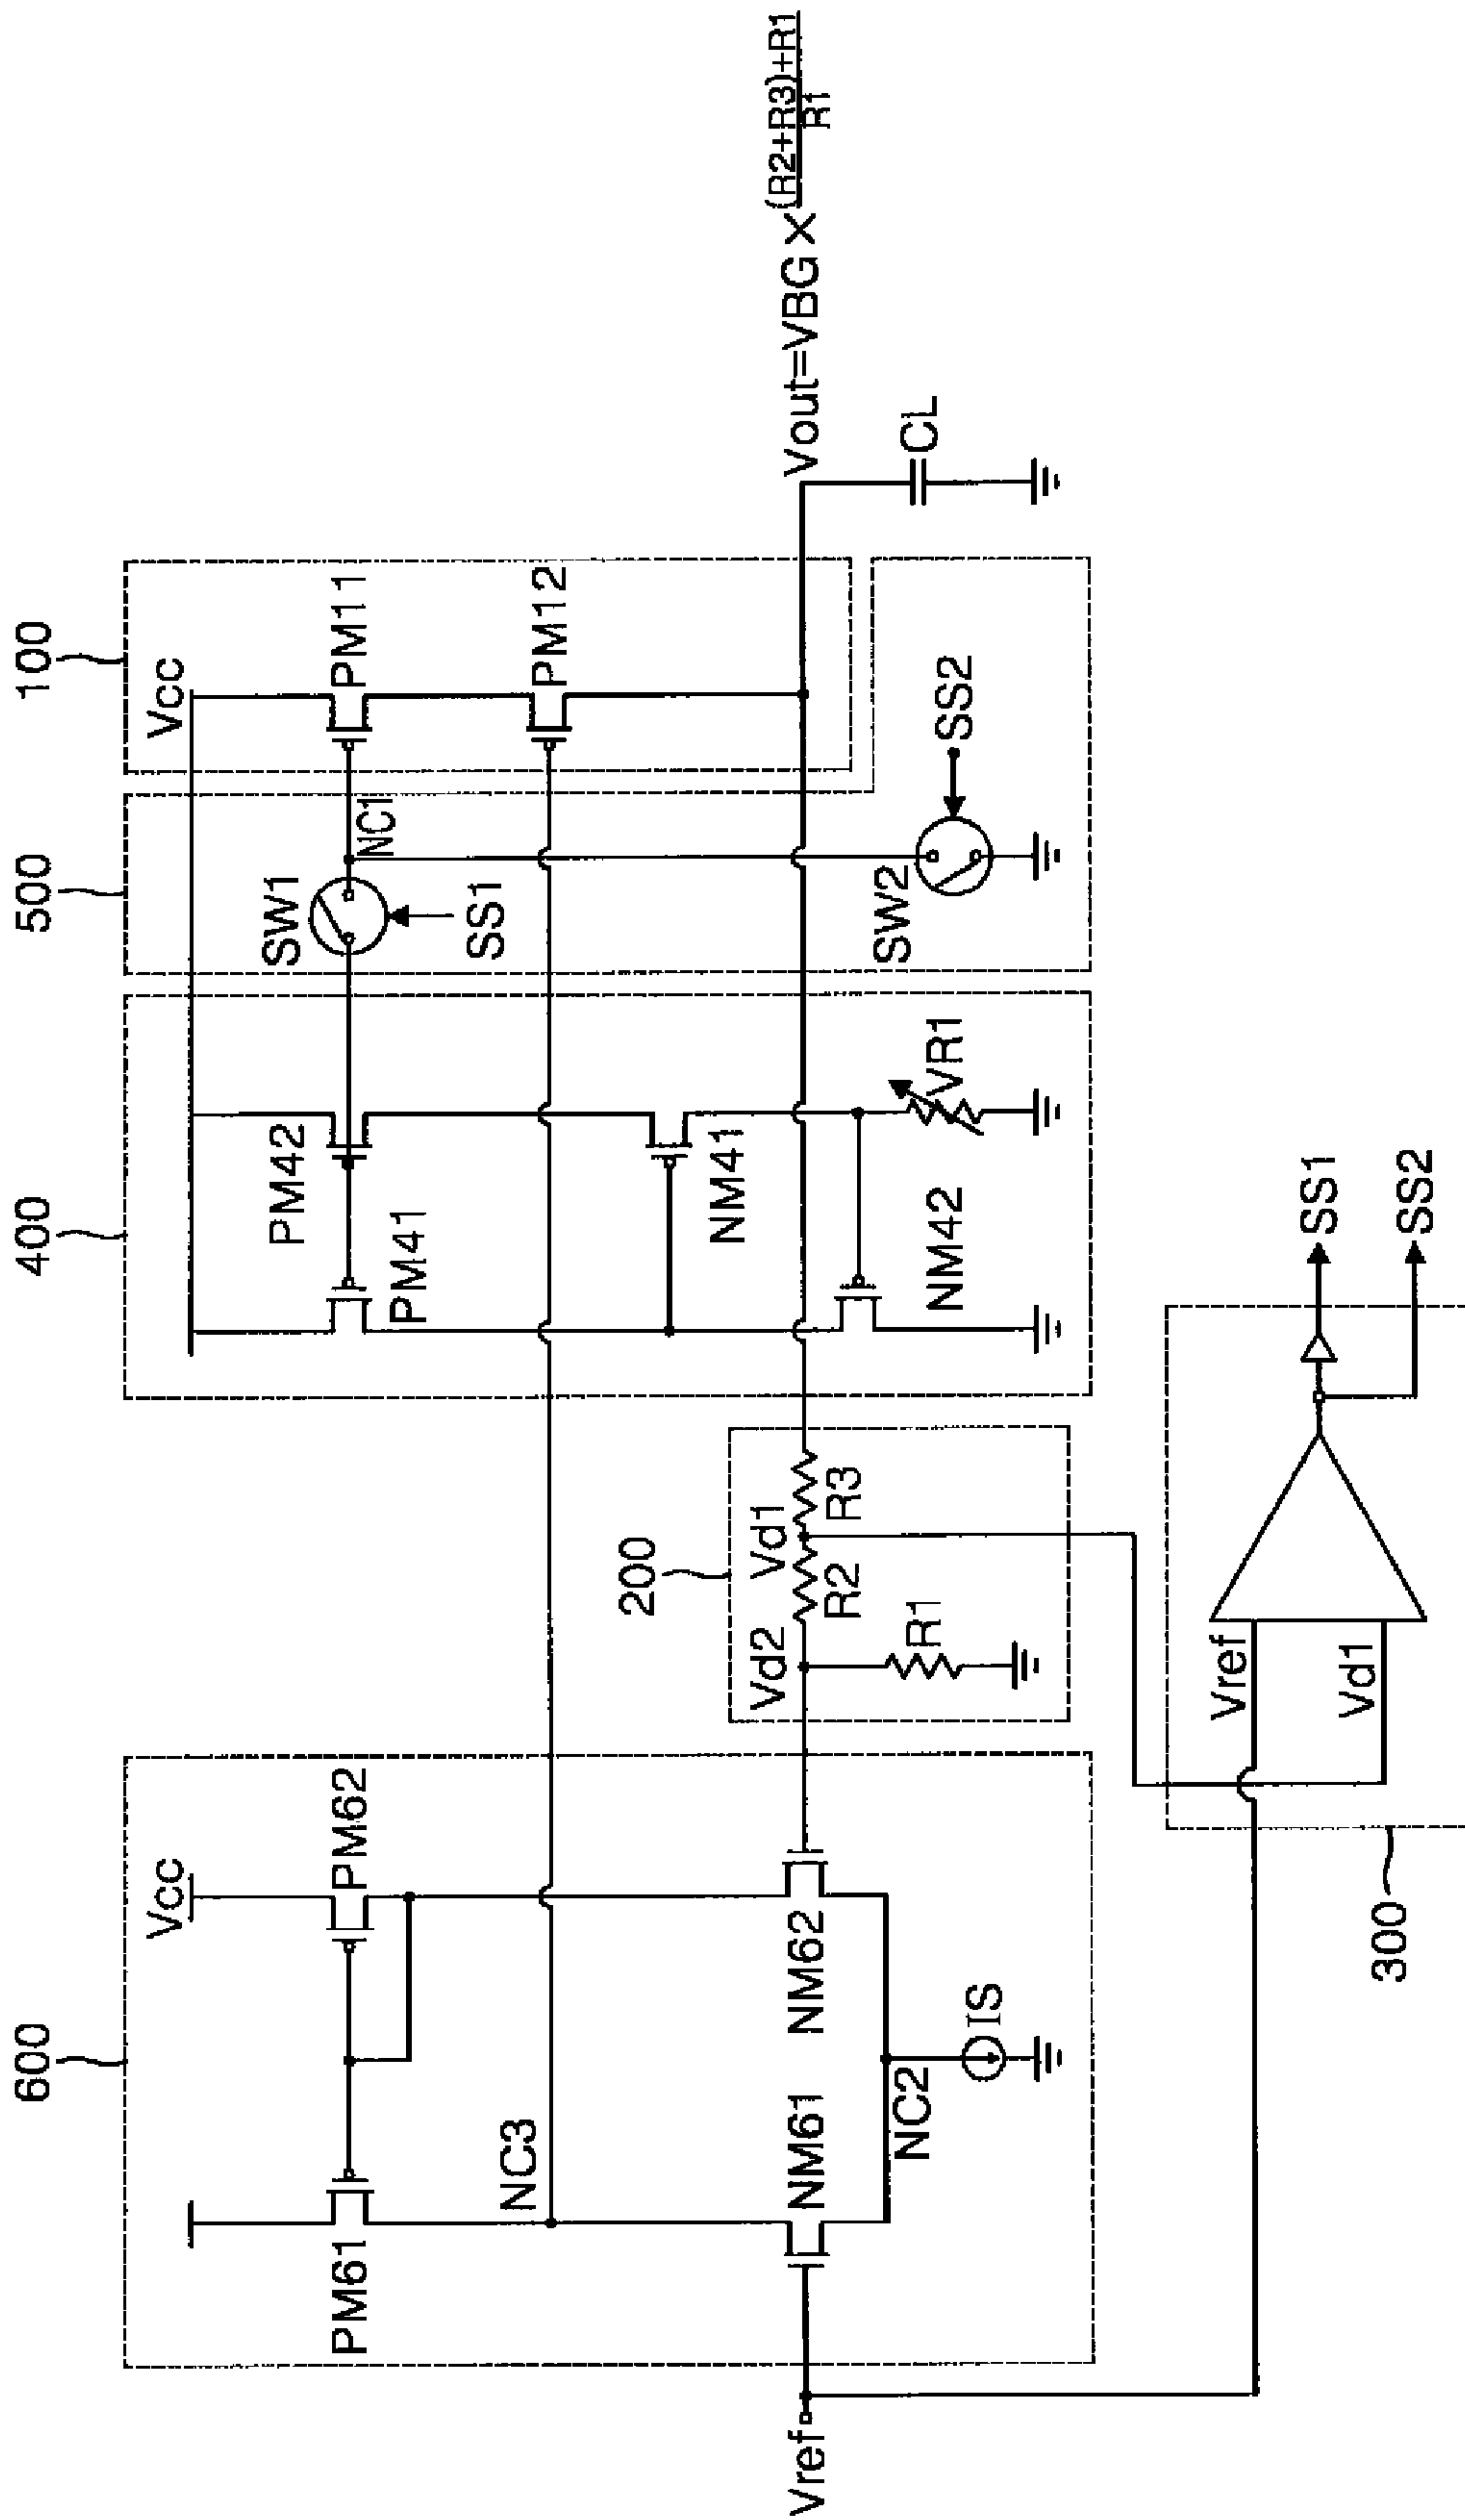 600
400
500
100
200
300
Vcc
PM62
PM61
NC3
NM61
NM62
NC2
IS
Vref
Vd2
Vd1
R2
R3
R1
PM42
PM41
NM41
NM42
VR1
SW1
SS1
NC1
SW2
SS2
Vcc
PM11
PM12
Vout=VBG × (R2+R3)+R1
R1
CL
Vref
Vd1
SS1
SS2